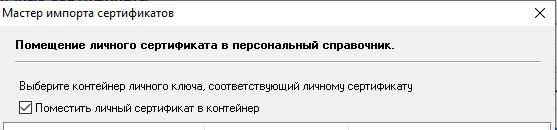 Мастер импорта сертификатов
Помещение личного сертификата в персональный справочник.
Выберите контейнер личного ключа, соответствующий личному сертификату
Поместить личный сертификат в контейнер